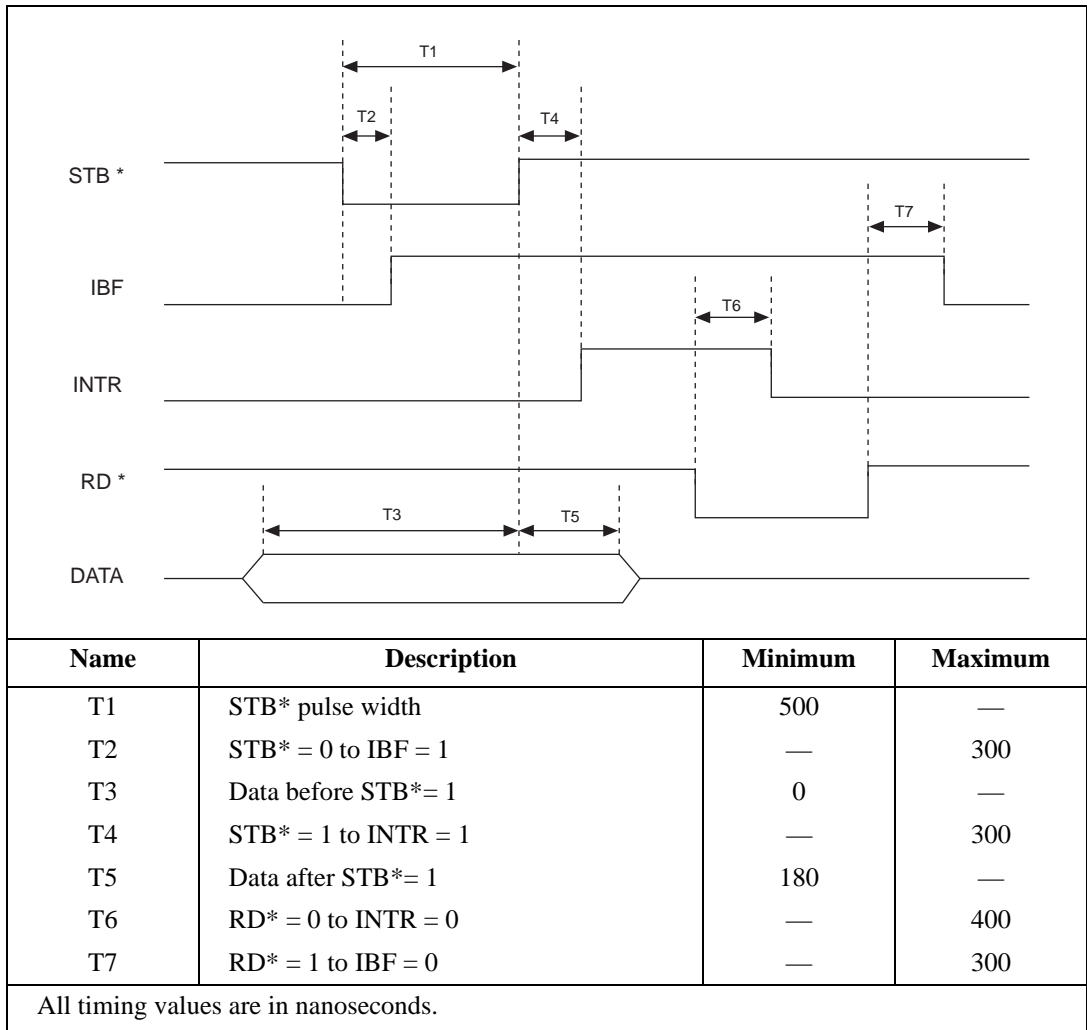 T1
T2 T4
STB *
T7
IBF
T6
INTR
RD *
T3 T5
DATA
Name Description Minimum Maximum
T1 STB* pulse width 500 —
T2 STB* = 0 to IBF = 1 — 300
T3 Data before STB*= 1 0 —
T4 STB* = 1 to INTR = 1 — 300
T5 Data after STB*= 1 180 —
T6 RD* = 0 to INTR = 0 — 400
T7 RD* = 1 to IBF = 0 — 300
All timing values are in nanoseconds.